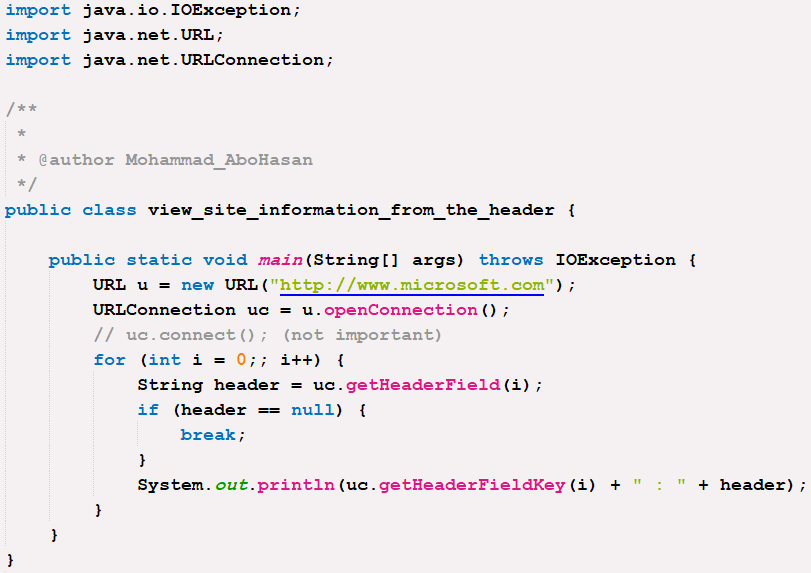 import java.io.IOException;
import java.net.URL;
import java.net.URLConnection;
/**
*
* @author Mohammad_AboHasan
*/
public class view_site_information_from_the_header {
public static void main(String[] args) throws IOException {
URL u = new URL("http://www.microsoft.com");
URLConnection uc = u.openConnection();
// uc.connect(); (not important)
for (int i = 0;; i++) {
String header = uc.getHeaderField(i);
if (header == null) {
break;
}
System.out.println(uc.getHeaderFieldKey(i) + " : " + header);
}
}
}